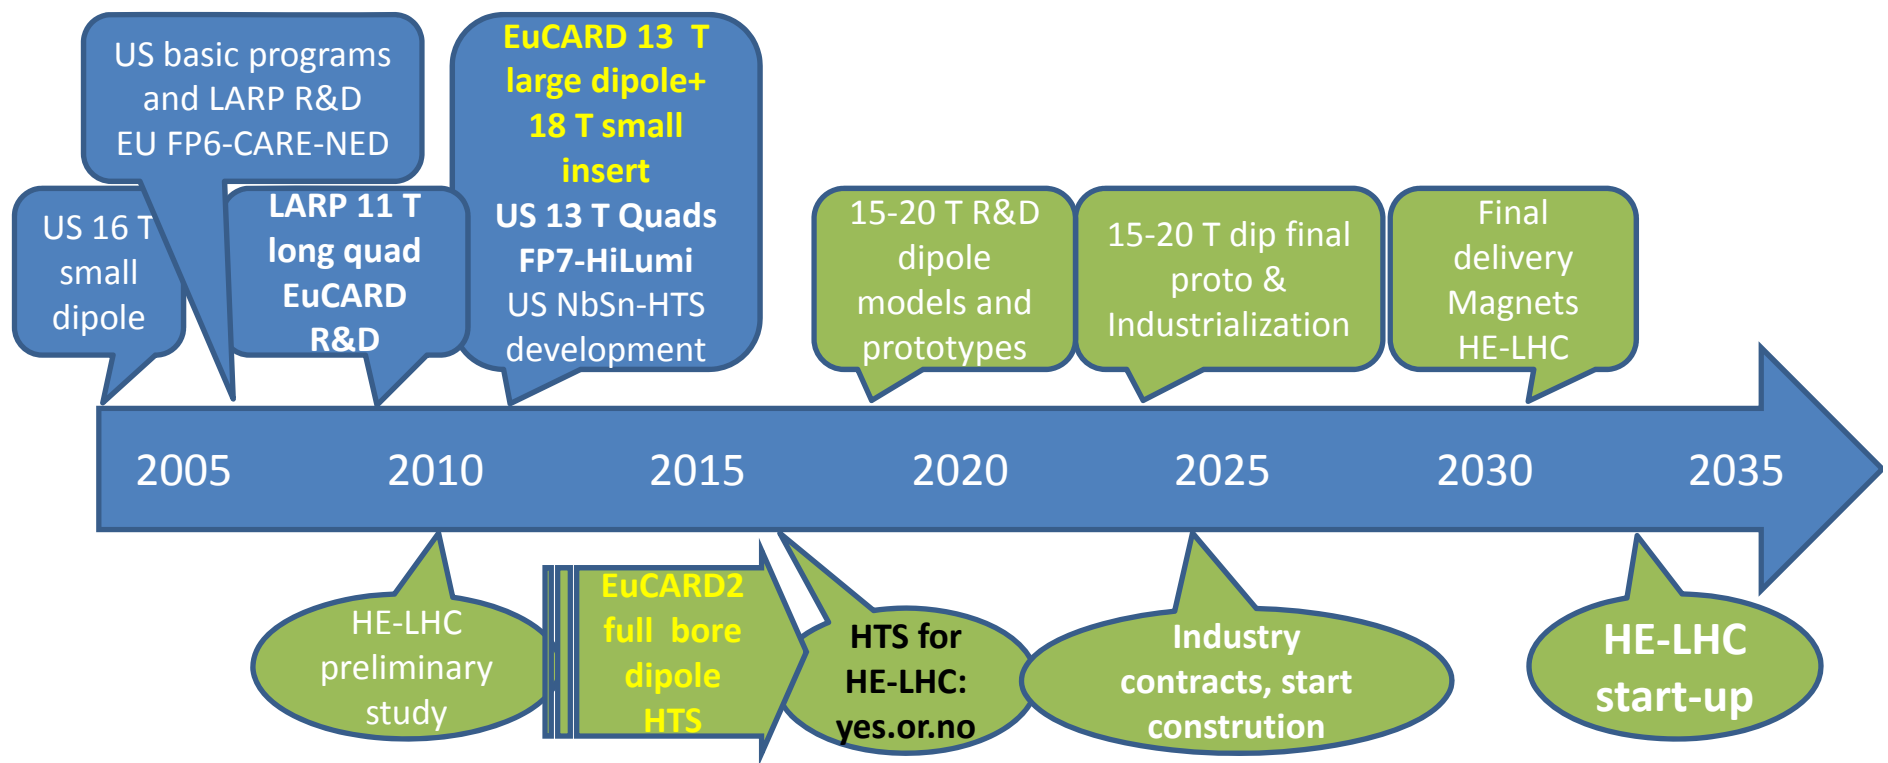 US basic programs
and LARP R&D
EU FP6-CARE-NED
EuCARD 13 T
large dipole+
18 T small
insert
US 13 T Quads
FP7-HiLumi
US NbSn-HTS
development
US 16 T
small
dipole
LARP 11 T
long quad
EuCARD
R&D
15-20 T R&D
dipole
models and
prototypes
15-20 T dip final
proto &
Industrialization
Final
delivery
Magnets
HE-LHC
2005
2010
2015
2020
2025
2030
2035
HE-LHC
preliminary
study
EuCARD2
full bore
dipole
HTS
HTS for
HE-LHC:
yes.or.no
Industry
contracts, start
constrution
HE-LHC
start-up